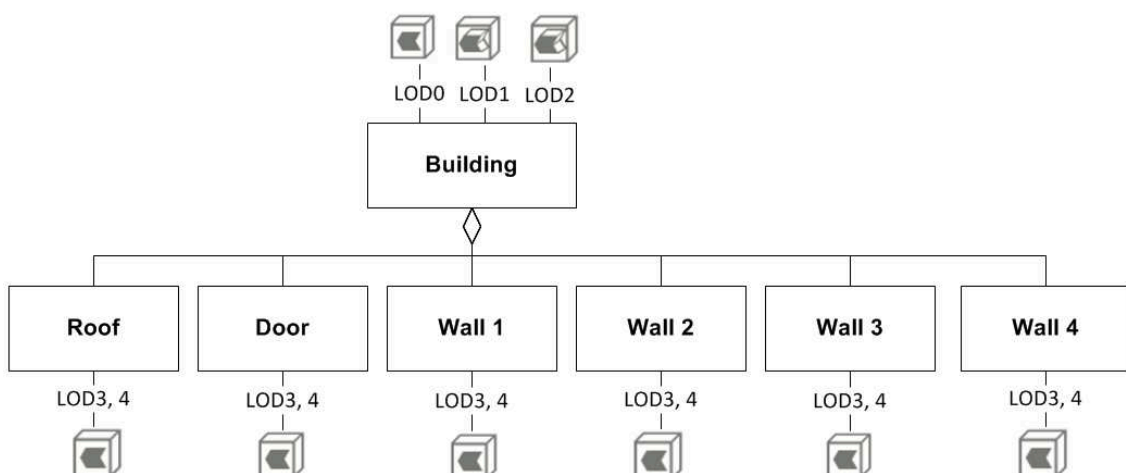 LOD0 LOD1 LOD2
Building
Roof Door Wall 1 Wall 2 Wall 3 Wall 4
LOD3, 4 LOD3, 4 LOD3, 4 LOD3, 4 LOD3, 4 LOD3, 4